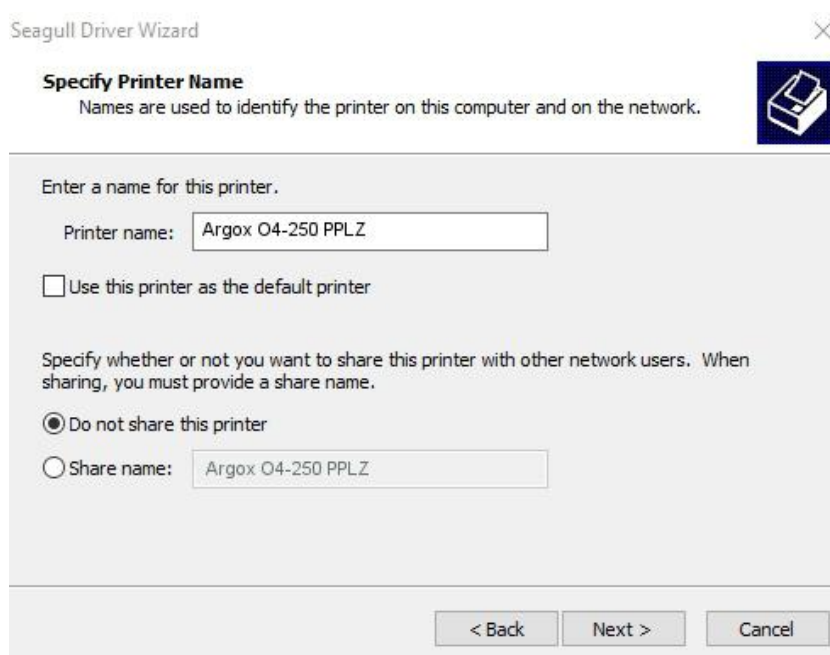 Seagull Driver Wizard
Specify Printer Name
Names are used to identify the printer on this computer and on the network.
Enter a name for this printer.
Printer name: Argox O4-250 PPLZ
Use this printer as the default printer
Specify whether or not you want to share this printer with other network users.  When
sharing, you must provide a share name.
Do not share this printer
Share name: Argox O4-250 PPLZ
< Back Next > Cancel